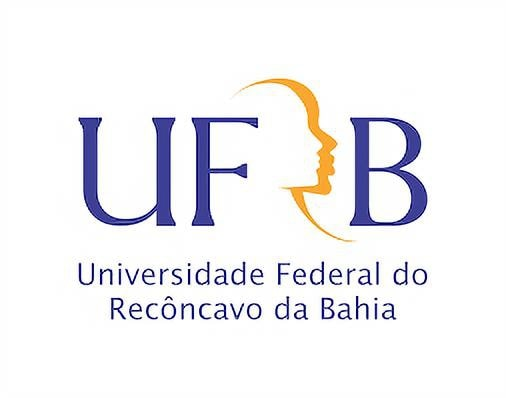 UFRB
Universidade Federal do
Recôncavo da Bahia